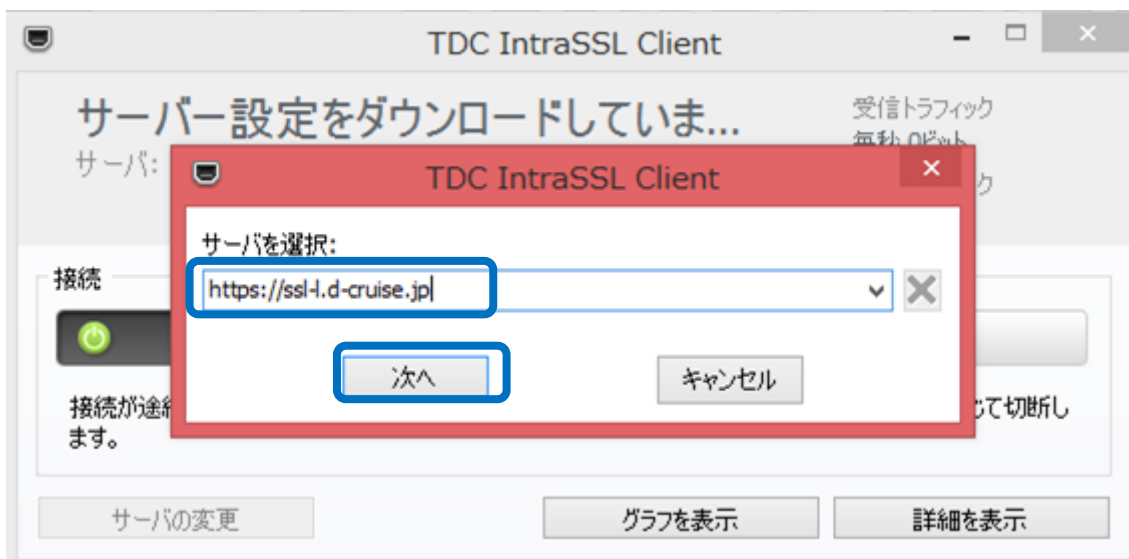 TDC IntraSSL Client
サーバー設定をダウンロードしていま...
受信トラフィック
毎秒 0ビット
サーバ:
ク
TDC IntraSSL Client
サーバを選択:
https://ssl-l.d-cruise.jp
次へ
キャンセル
接続
接続が途
じて切断し
ます。
サーバの変更
グラフを表示
詳細を表示